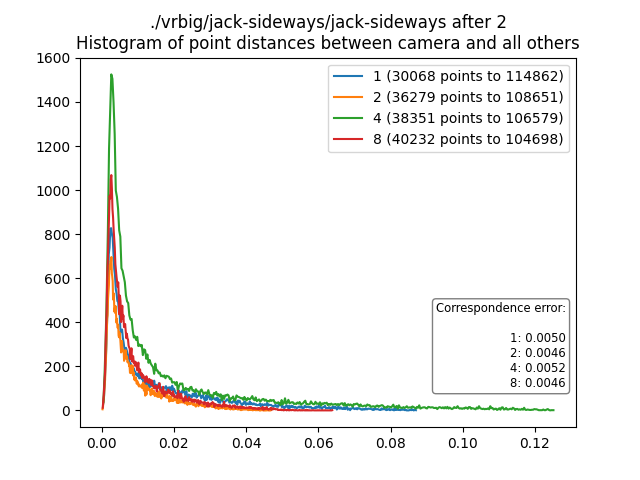 ./vrbig/jack-sideways/jack-sideways after 2
Histogram of point distances between camera and all others
1600
1400
1200
1000
800
600
400
200
0
1 (30068 points to 114862)
2 (36279 points to 108651)
4 (38351 points to 106579)
8 (40232 points to 104698)
Correspondence error:
1: 0.0050
2: 0.0046
4: 0.0052
8: 0.0046
0.00 0.02 0.04 0.06 0.08 0.10 0.12